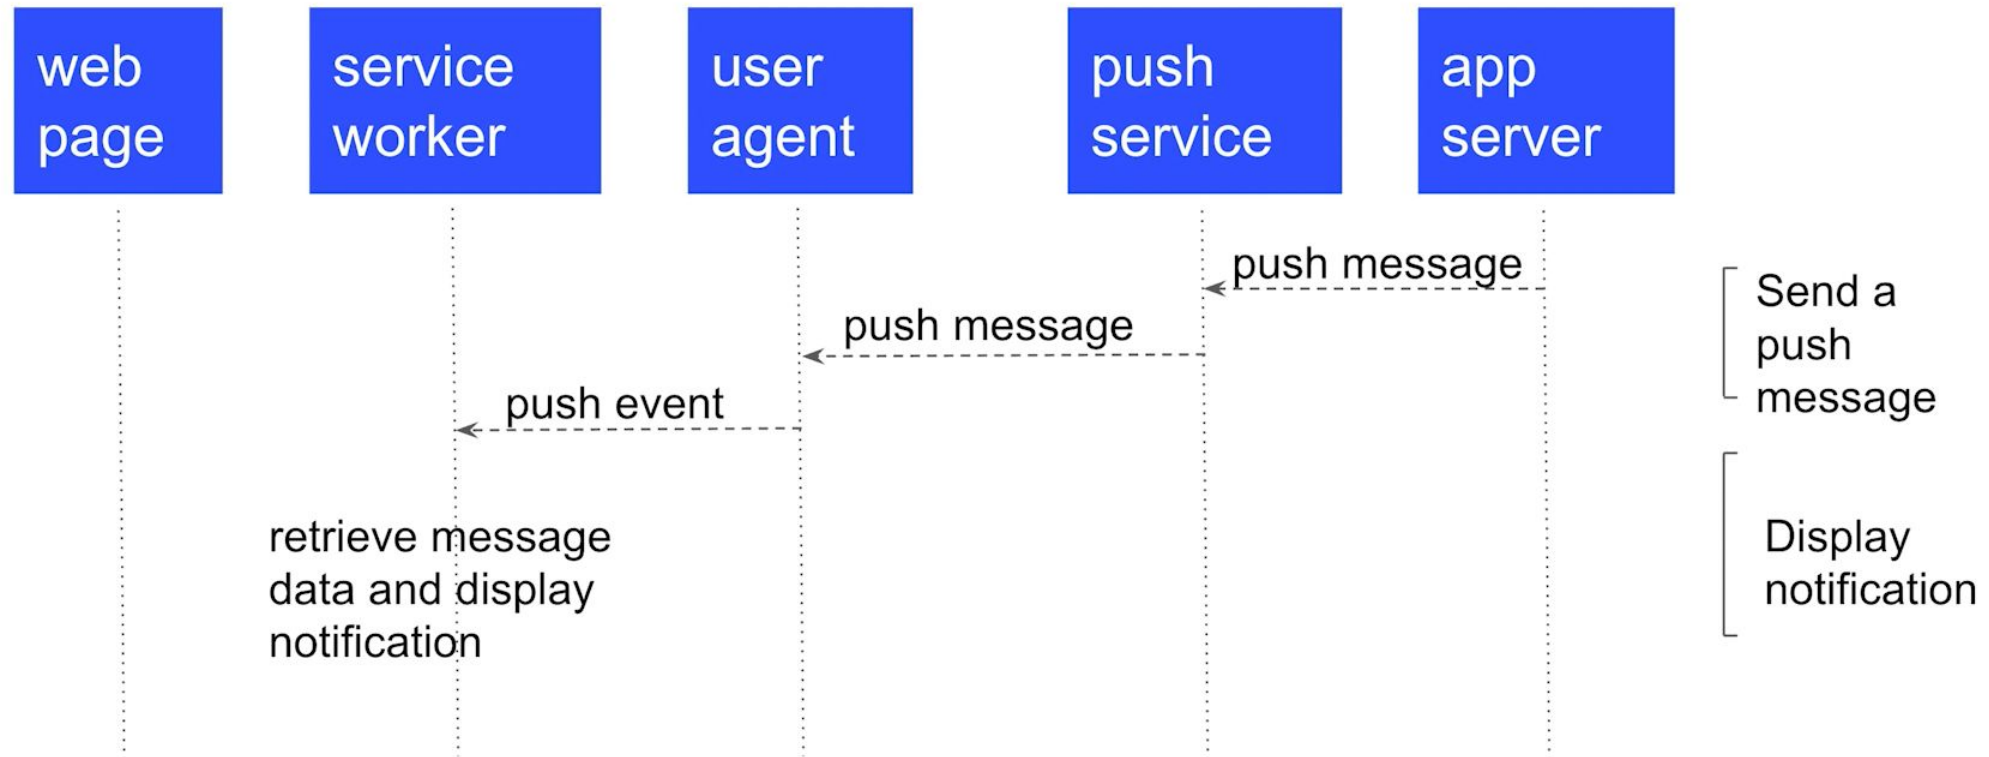 web
page
service
worker
user
agent
push
service
app
server
push message
push message
push event
Send a
push
message
retrieve message
data and display
notification
Display
notification